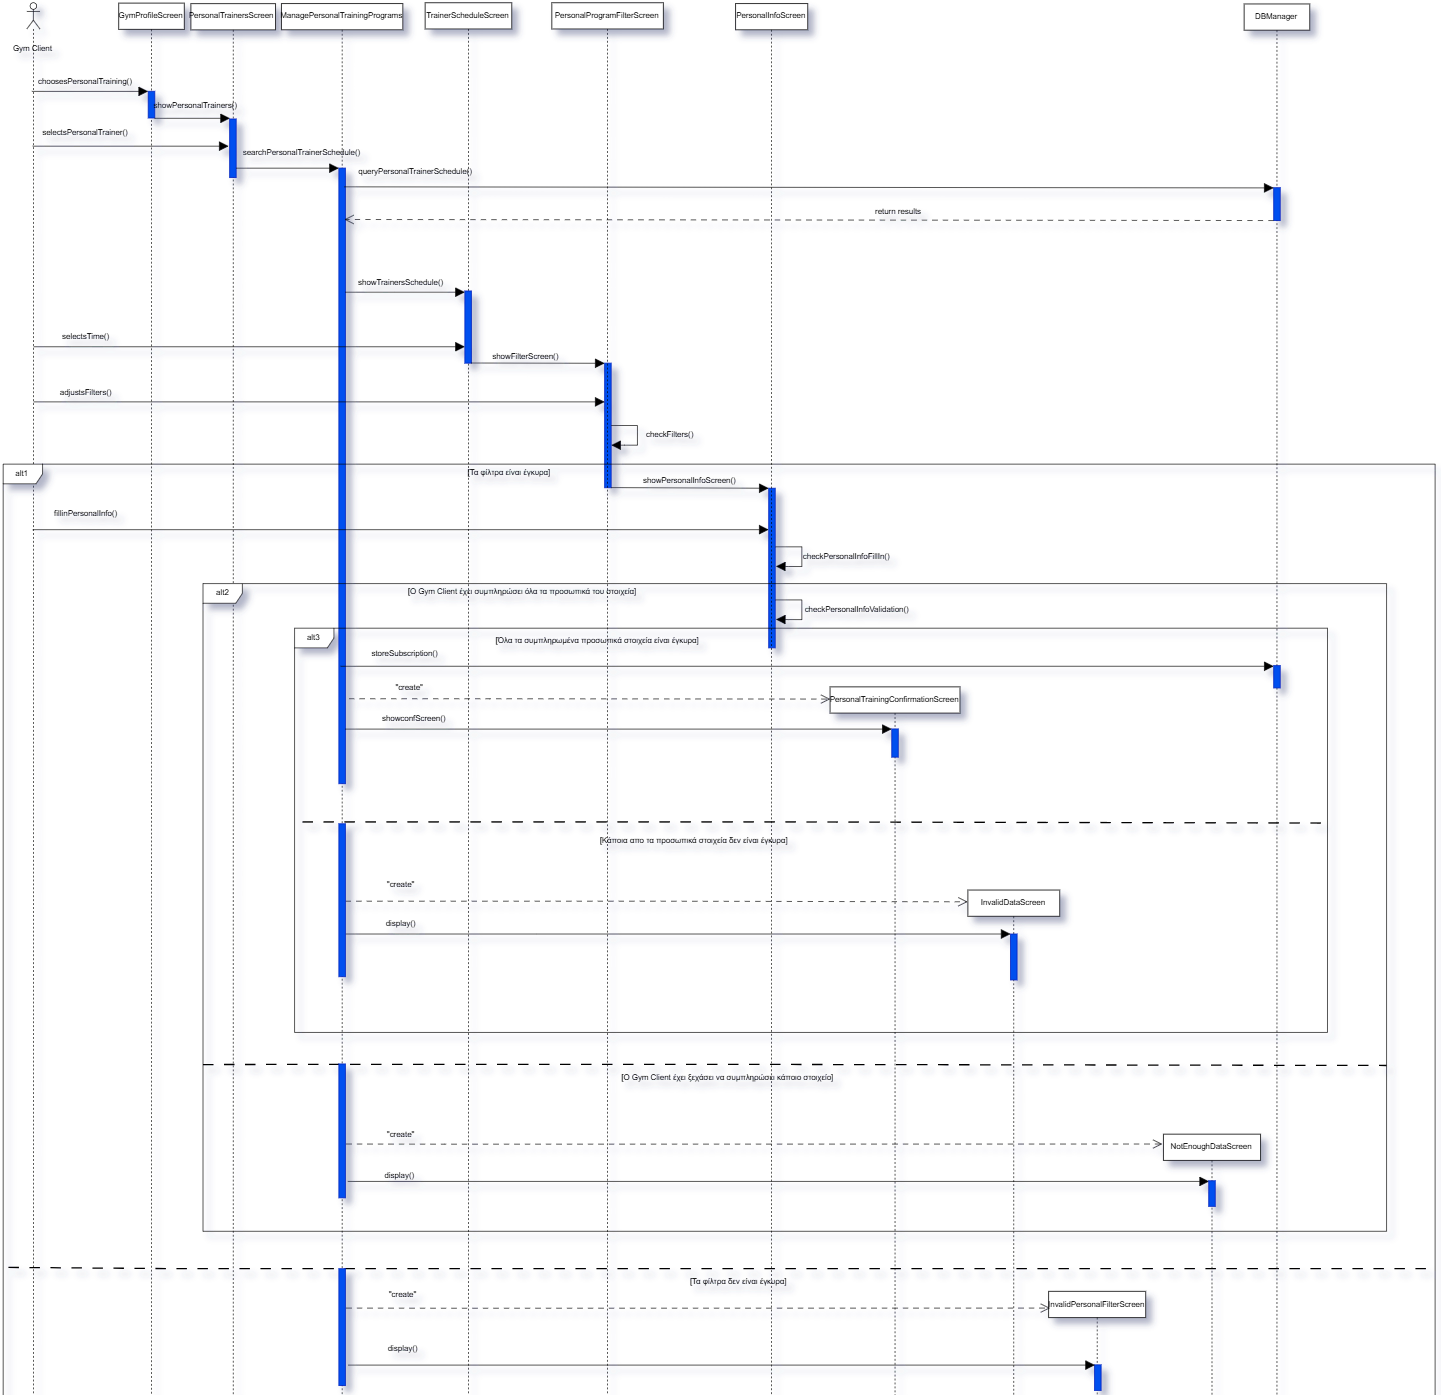 GymProfileScreen
PersonalTrainersScreen
ManagePersonalTrainingPrograms
TrainerScheduleScreen
PersonalProgramFilterScreen
PersonalInfoScreen
DBManager
Gym Client
choosesPersonalTraining()
showPersonalTrainers()
selectsPersonalTrainer()
searchPersonalTrainerSchedule()
queryPersonalTrainerSchedule()
return results
showTrainersSchedule()
selectsTime()
showFilterScreen()
adjustsFilters()
checkFilters()
alt1
[Τα φίλτρα είναι έγκυρα]
showPersonalInfoScreen()
fillinPersonalInfo()
checkPersonalInfoFillIn()
alt2
[Ο Gym Client έχει συμπληρώσει όλα τα προσωπικά του στοιχεία]
checkPersonalInfoValidation()
alt3
[Όλα τα συμπληρωμένα προσωπικά στοιχεία είναι έγκυρα]
storeSubscription()
"create"
PersonalTrainingConfirmationScreen
showconfScreen()
[Κάποια απο τα προσωπικά στοιχεία δεν είναι έγκυρα]
"create"
InvalidDataScreen
display()
[Ο Gym Client έχει ξεχάσει να συμπληρώσει κάποιο στοιχείο]
"create"
NotEnoughDataScreen
display()
[Τα φίλτρα δεν είναι έγκυρα]
"create"
InvalidPersonalFilterScreen
display()